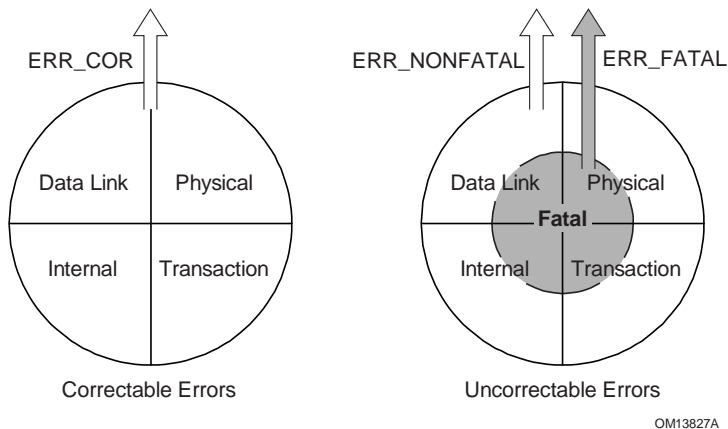 ERR_COR
Data Link Physical
Internal Transaction
Correctable Errors
ERR_NONFATAL ERR_FATAL
Data Link Physical
Fatal
Internal Transaction
Uncorrectable Errors
OM13827A